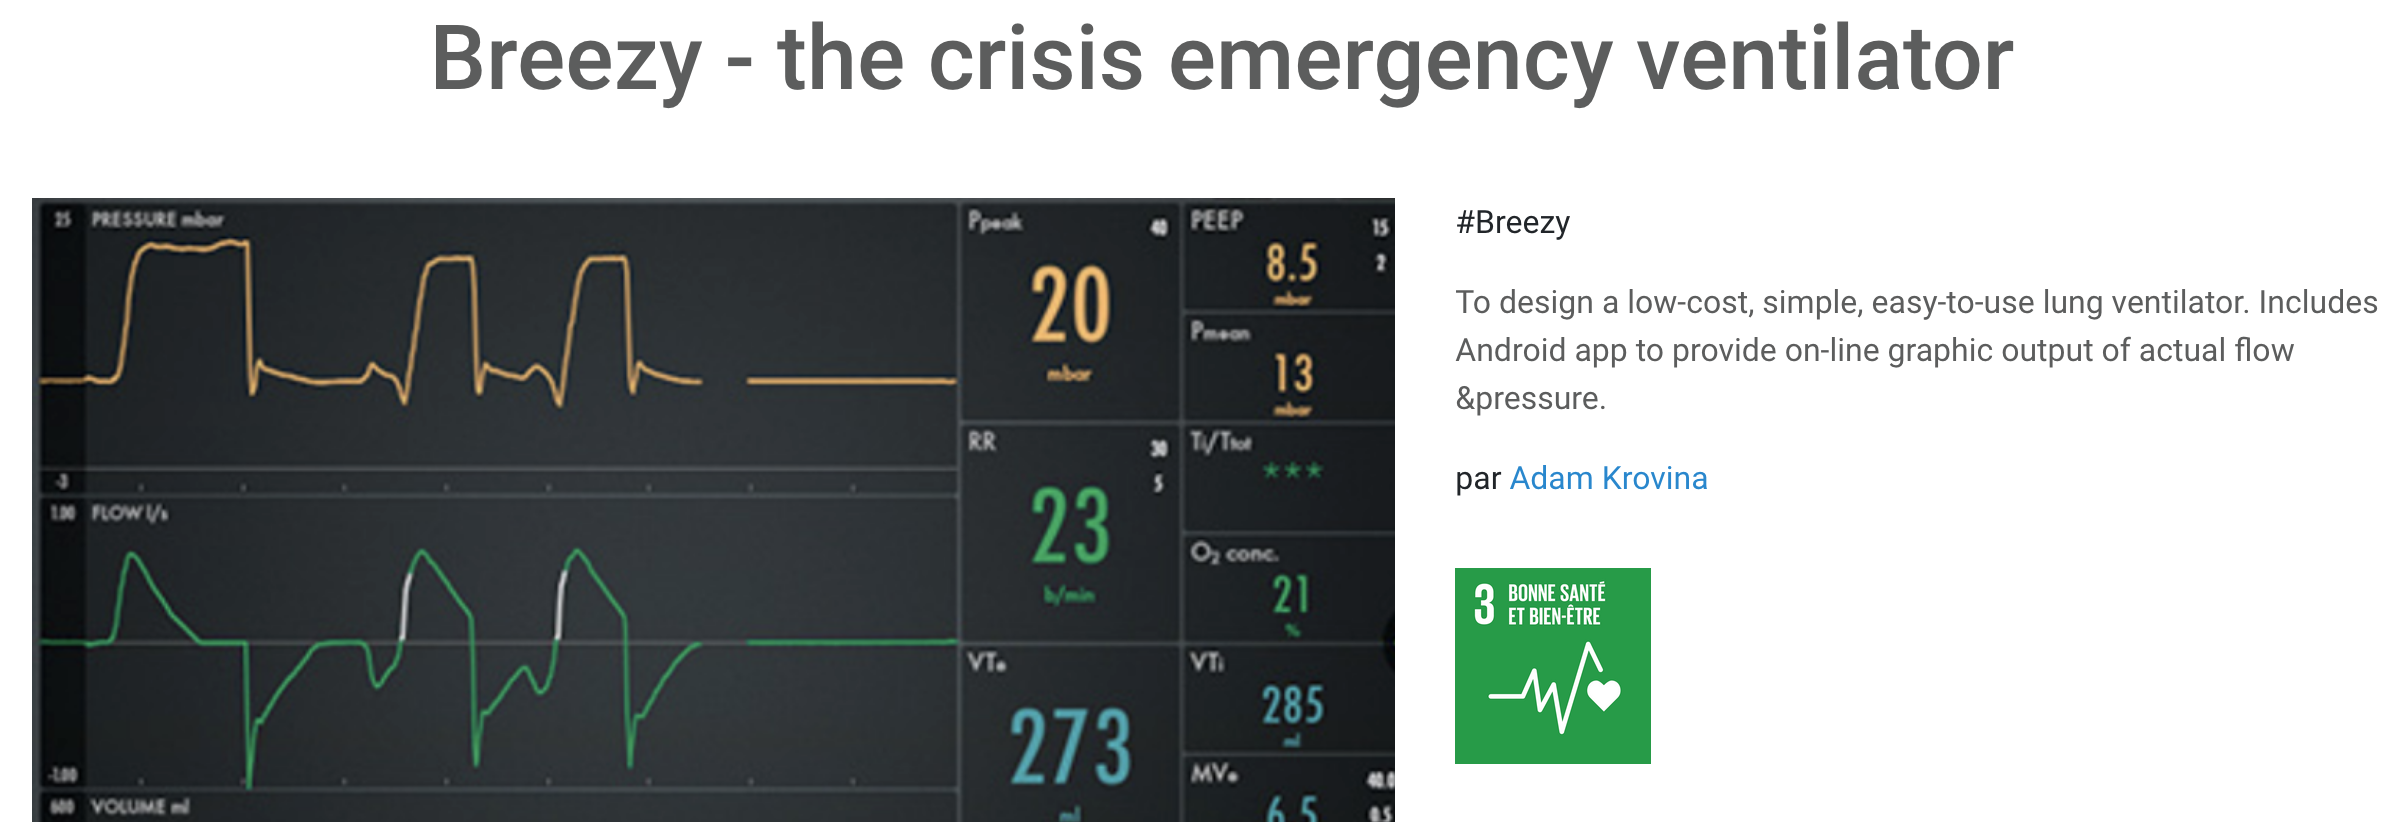 Breezy - the crisis emergency ventilator
25 PRESSURE mbar
-3
1.00 FLOW l/s
-1.00
600 VOLUME ml
Ppeak 40
20
mbar
PEEP 15
8.5 2
mbar
Pmean
13
mbar
RR 30
5
23
b/min
Ti/Ttot
***
O2 conc.
21
%
VTe
273
ml
VTi
285
ml
MVe 40.0
6.5 0.5
#Breezy
To design a low-cost, simple, easy-to-use lung ventilator. Includes
Android app to provide on-line graphic output of actual flow
&pressure.
par Adam Krovina
3 BONNE SANTÉ
ET BIEN-ÊTRE